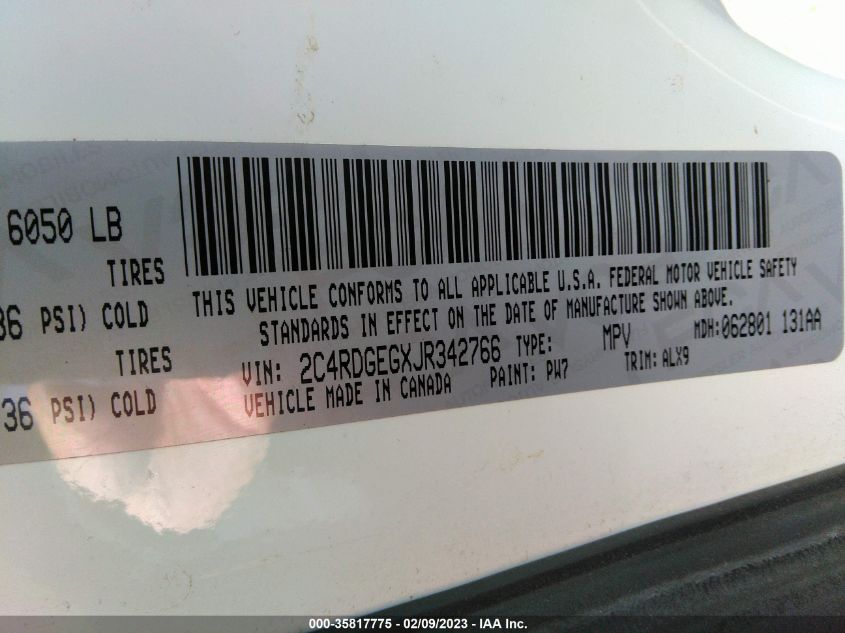 6050 LB
TIRES
36 PSI) COLD
TIRES
36 PSI) COLD
THIS VEHICLE CONFORMS TO ALL APPLICABLE U.S.A. FEDERAL MOTOR VEHICLE SAFETY
STANDARDS IN EFFECT ON THE DATE OF MANUFACTURE SHOWN ABOVE.
VIN: 2C4RDGEGXJR342766 TYPE: MPV MDH: 062801 131AA
VEHICLE MADE IN CANADA PAINT: PW7 TRIM: ALX9
000-35817775 - 02/09/2023 - IAA Inc.